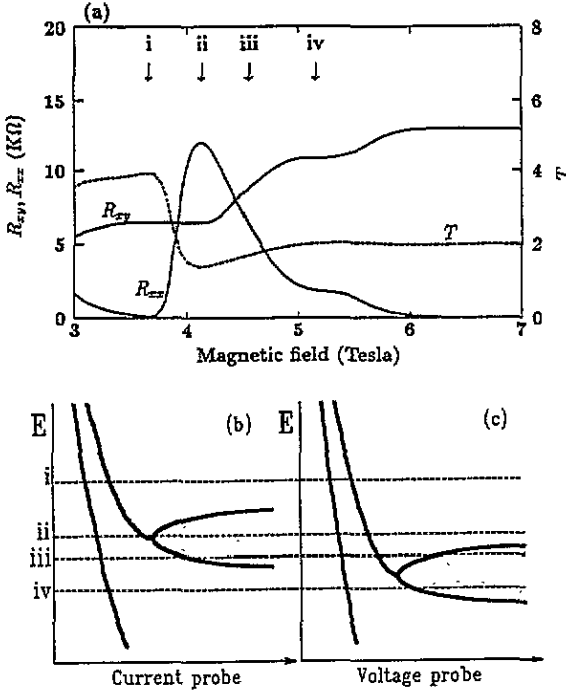 (a)
20
8
i ii iii iv
15
6
R_xy, R_xx (KΩ)
10
4
T
R_xy
5
T
2
R_xx
0
0
3 4 5 6 7
Magnetic field (Tesla)
E
(b)
E
(c)
i
ii
iii
iv
Current probe
Voltage probe